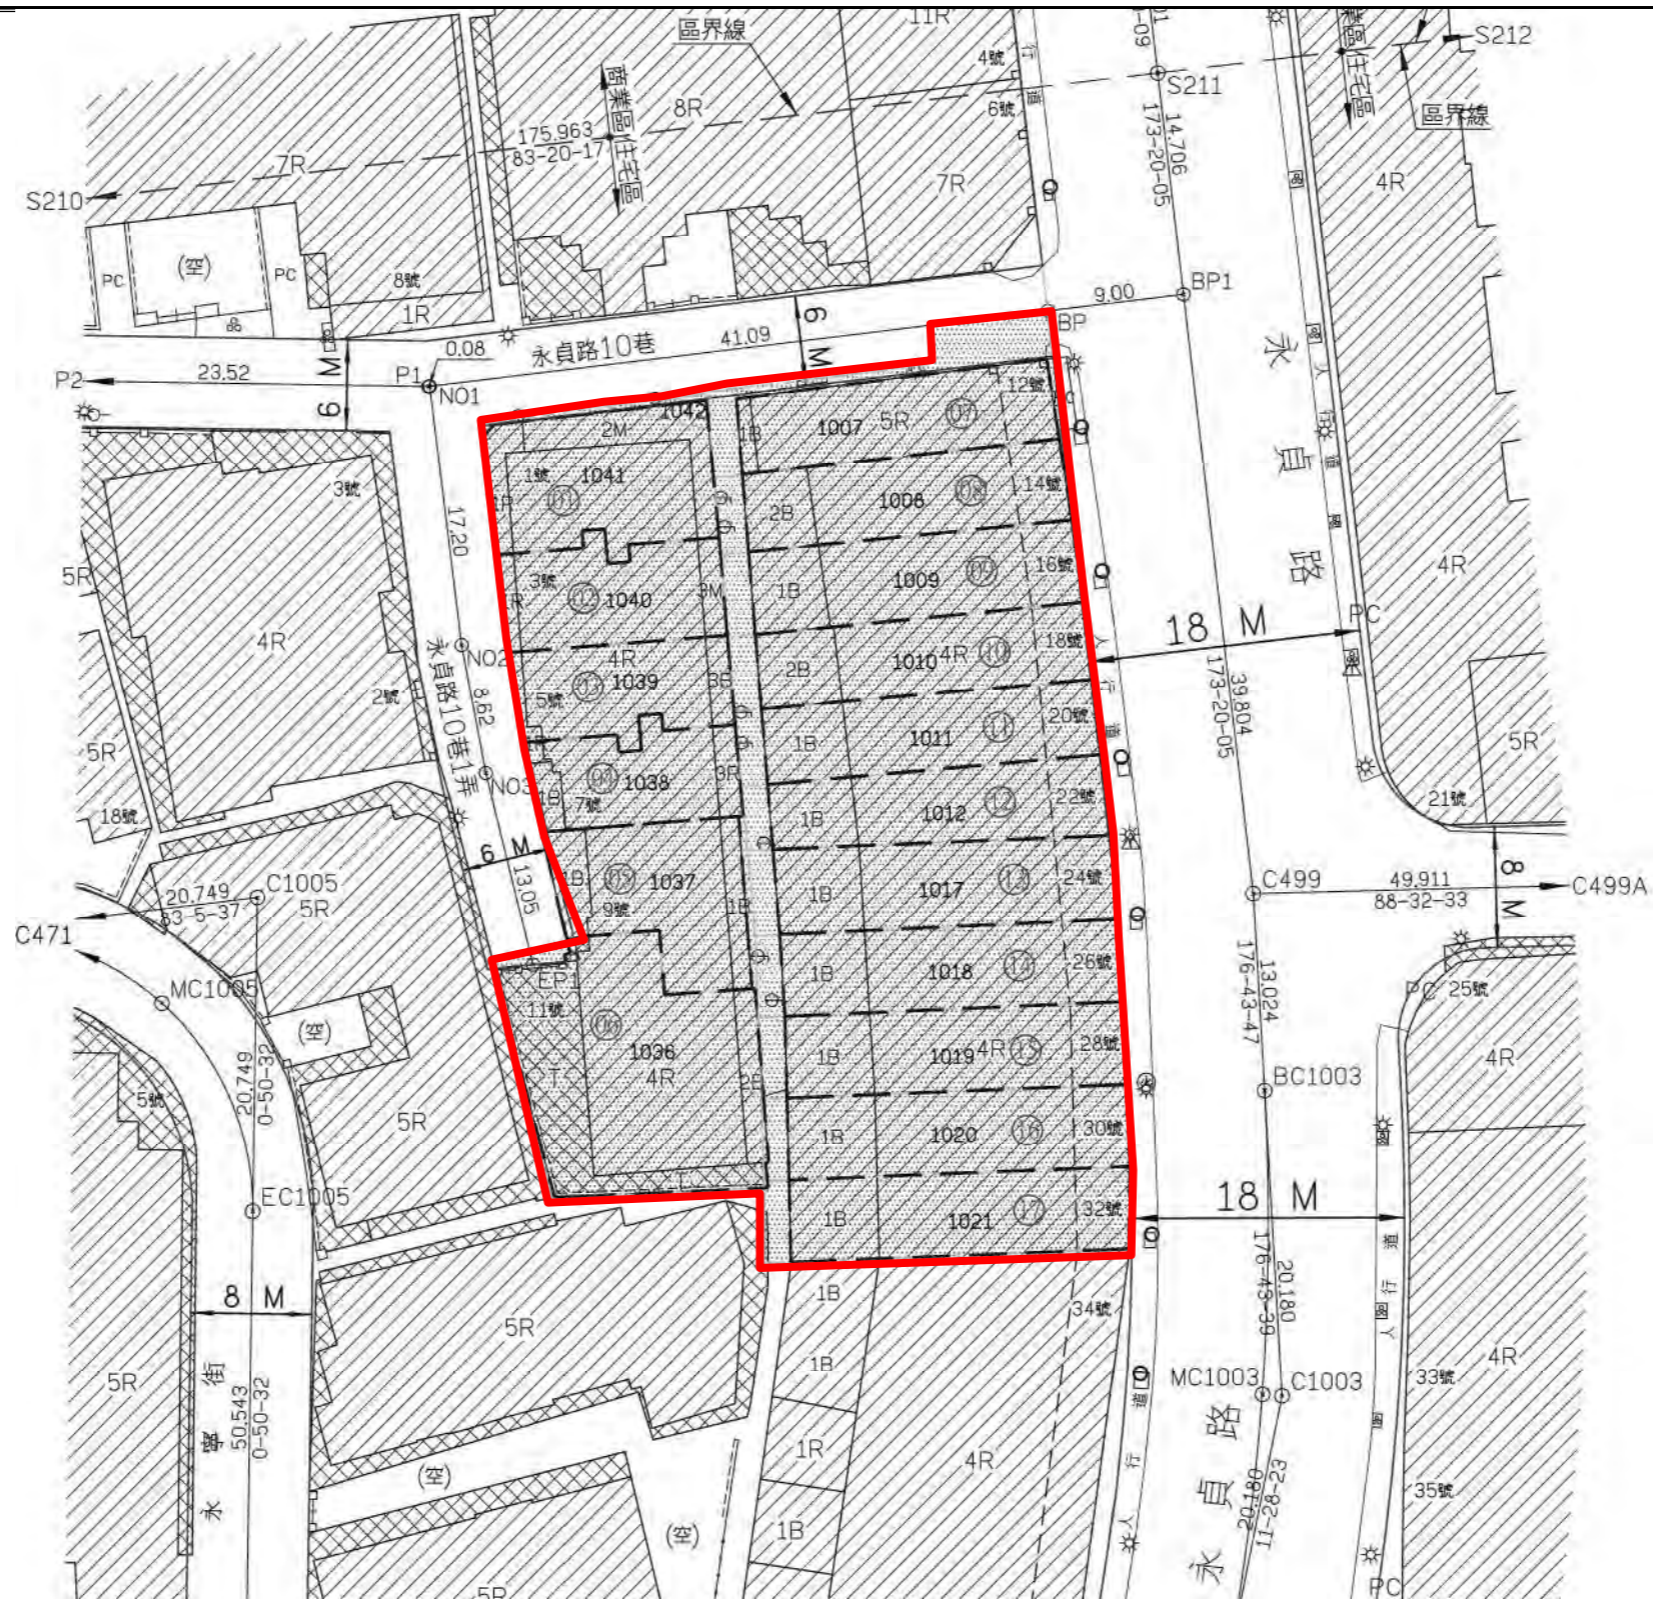 區界線
11R
S212
4號
S211
商業區
住宅區
8R
6號
175.963
83-20-17
14.706
173-20-05
區界線
7R
7R
4R
S210
(空)
PC
PC
8號
1R
BP1
9.00
BP
6 M
永貞路10巷
41.09
0.08
P1
NO1
P2
23.52
6 M
永貞路
12號
1042
2M
1B
1007
5R
07
1號
1041
01
3號
1008
08
14號
2B
17.20
3號
02
1040
3M
1B
1009
09
16號
5R
4R
4R
NO2
永貞路10巷1弄
8.62
2號
5號
03
4R
1039
3B
2B
1010
4R
10
18號
18 M
PC
173-20-05
39.804
5R
1B
1011
11
20號
5R
NO3
1B
04
1038
7號
3R
1B
1012
12
22號
21號
18號
6 M
13.05
1B
05
1037
9號
1B
1B
1017
13
24號
C499
49.911
88-32-33
C499A
8 M
20.749
83-5-37
C1005
5R
C471
MC1005
EP1
11號
1B
1018
14
26號
13.024
176-43-47
PC
25號
(空)
06
1036
4R
2B
1B
1019
4R
15
28號
4R
BC1003
20.749
0-50-32
5號
5R
1B
1020
16
30號
EC1005
1B
1021
17
32號
18 M
8 M
1B
34號
176-43-39
20.180
5R
1B
5R
4R
33號
MC1003
C1003
永寧街
50.543
0-50-32
1R
4R
(空)
永貞路
20.180
11-28-23
35號
(空)
1B
5R
PC